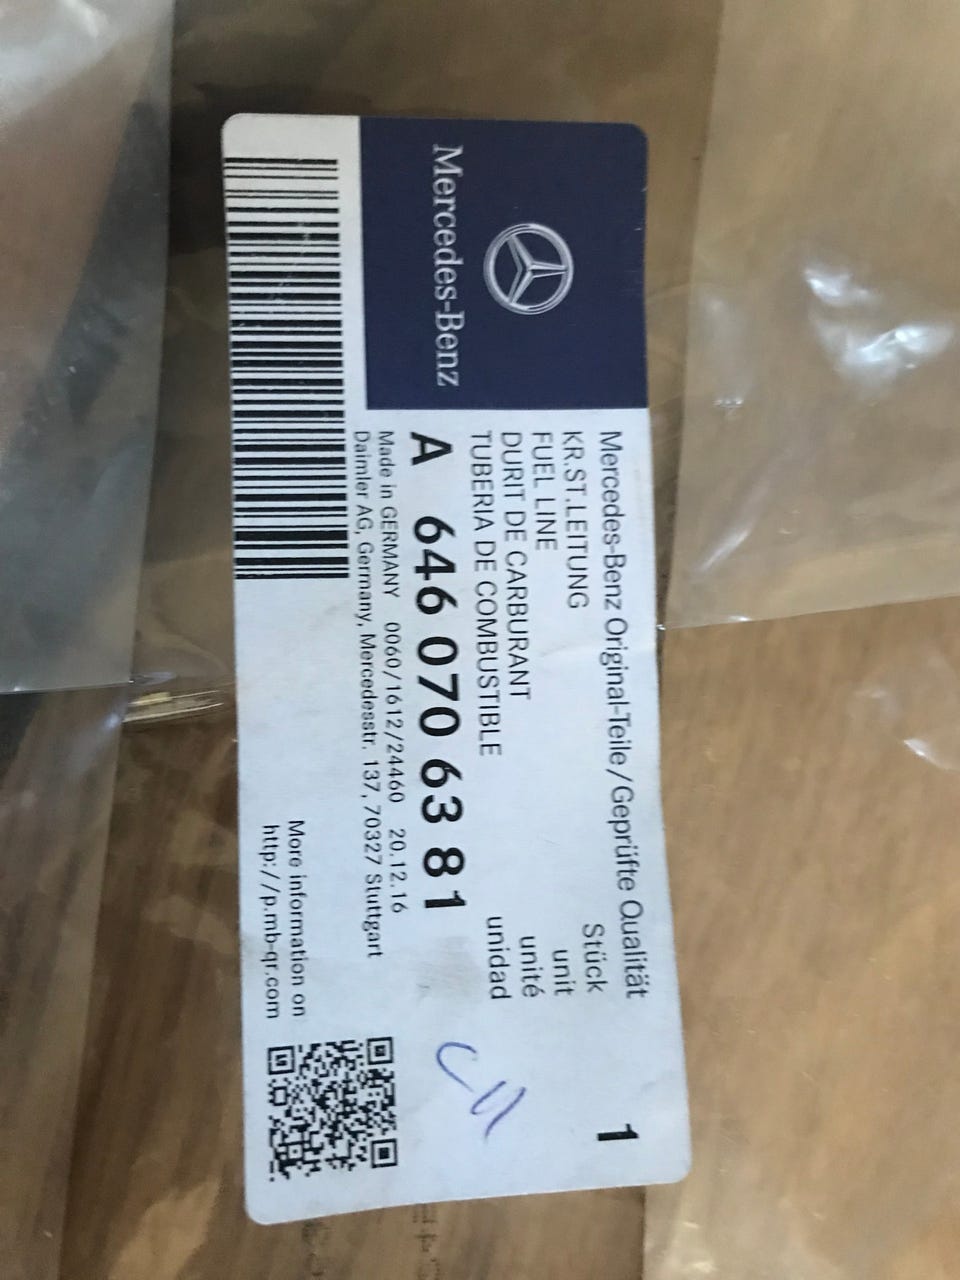 Mercedes-Benz
Mercedes-Benz Original-Teile/Geprüfte Qualität
KR.ST.LEITUNG Stück 1
FUEL LINE unit
DURIT DE CARBURANT unité
TUBERIA DE COMBUSTIBLE unidad
A 646 070 63 81
Made in GERMANY 0060/1612/24460 20.12.16
Daimler AG, Germany, Mercedesstr. 137, 70327 Stuttgart
More information on
http://p.mb-qr.com